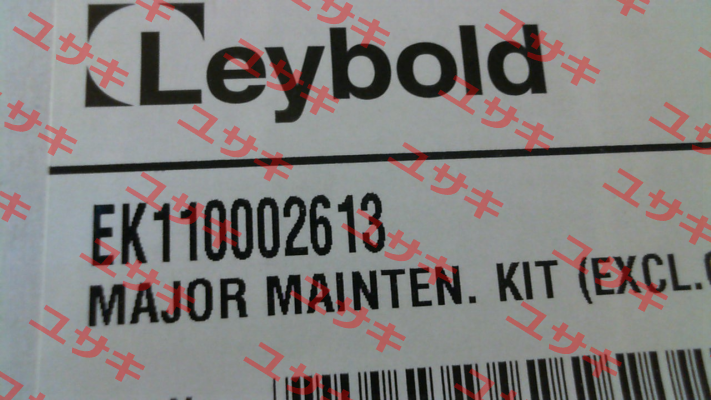 Leybold
EK110002613
MAJOR MAINTEN. KIT (EXCL.
ユサキ